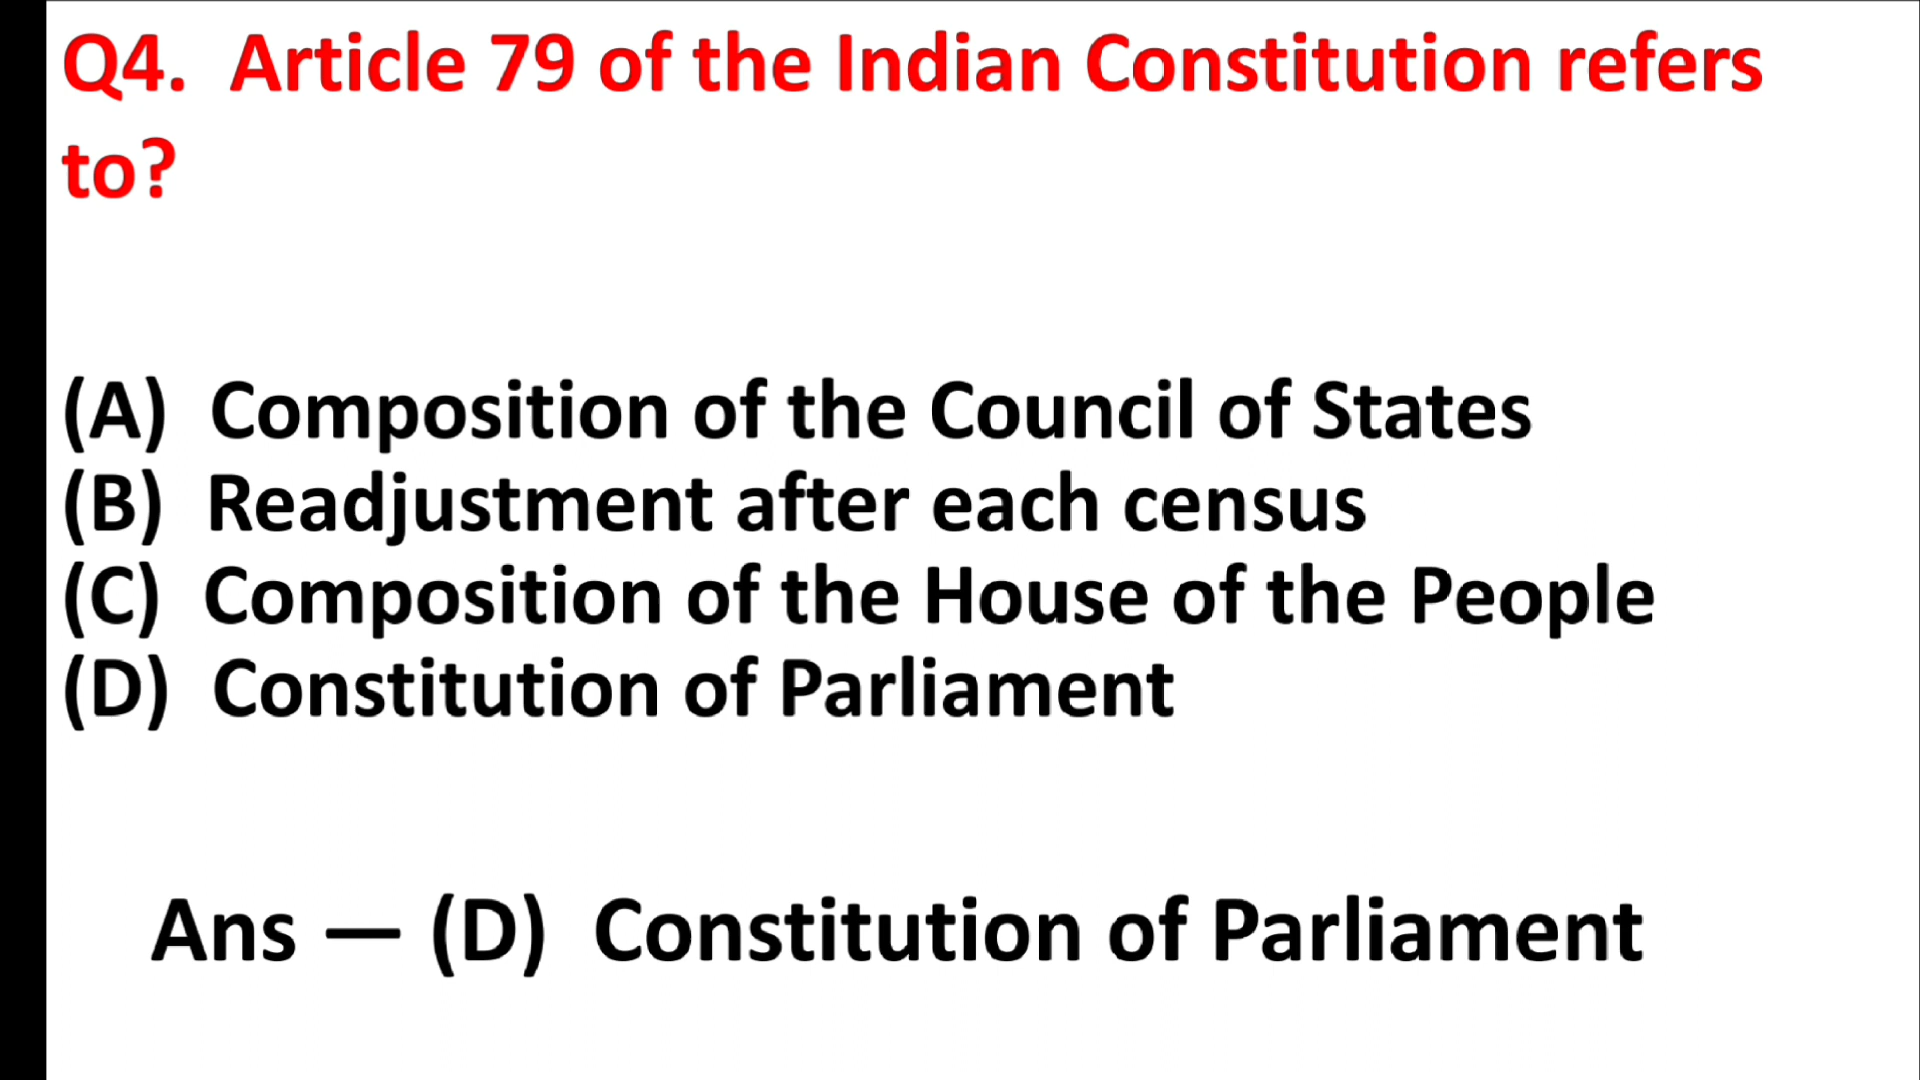 Q4. Article 79 of the Indian Constitution refers
to?
(A) Composition of the Council of States
(B) Readjustment after each census
(C) Composition of the House of the People
(D) Constitution of Parliament
Ans — (D) Constitution of Parliament